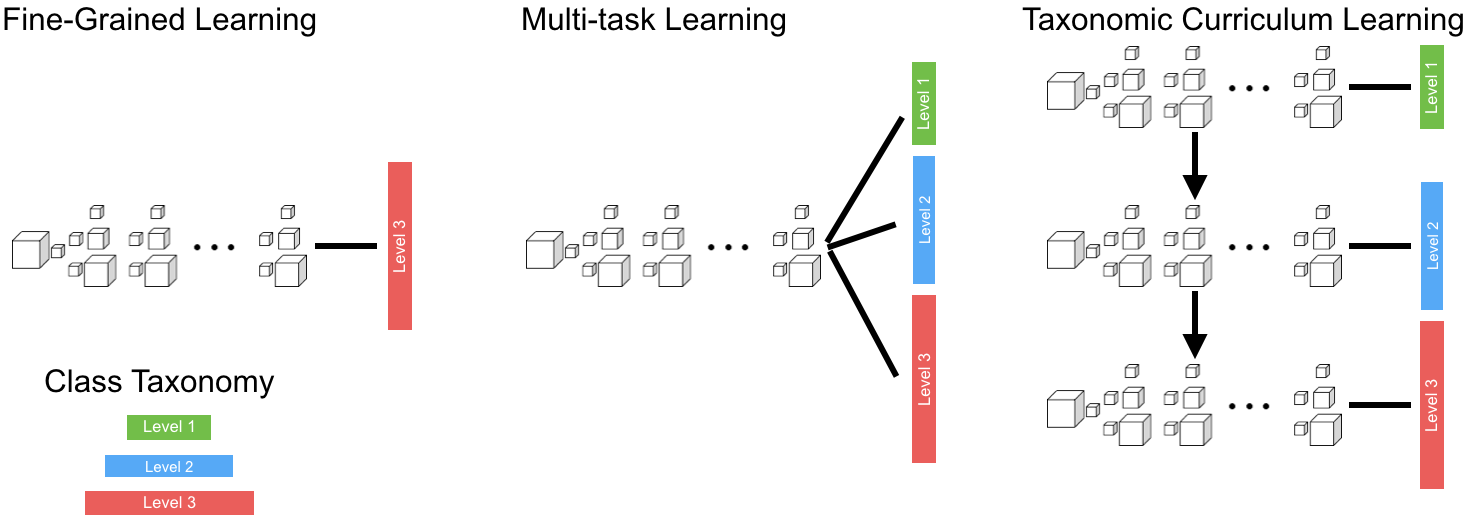 Fine-Grained Learning
Level 3
Class Taxonomy
Level 1
Level 2
Level 3
Multi-task Learning
Level 1
Level 2
Level 3
Taxonomic Curriculum Learning
Level 1
Level 2
Level 3